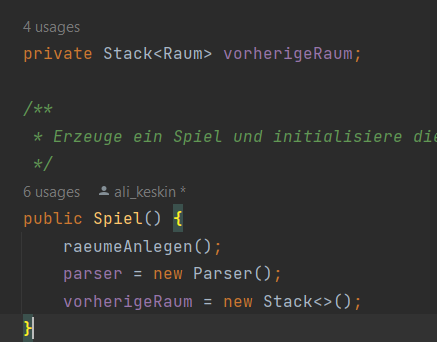 4 usages
private Stack<Raum> vorherigeRaum;
/**
* Erzeuge ein Spiel und initialisiere die
*/
6 usages ali_keskin *
public Spiel() {
raeumeAnlegen();
parser = new Parser();
vorherigeRaum = new Stack<>();
}